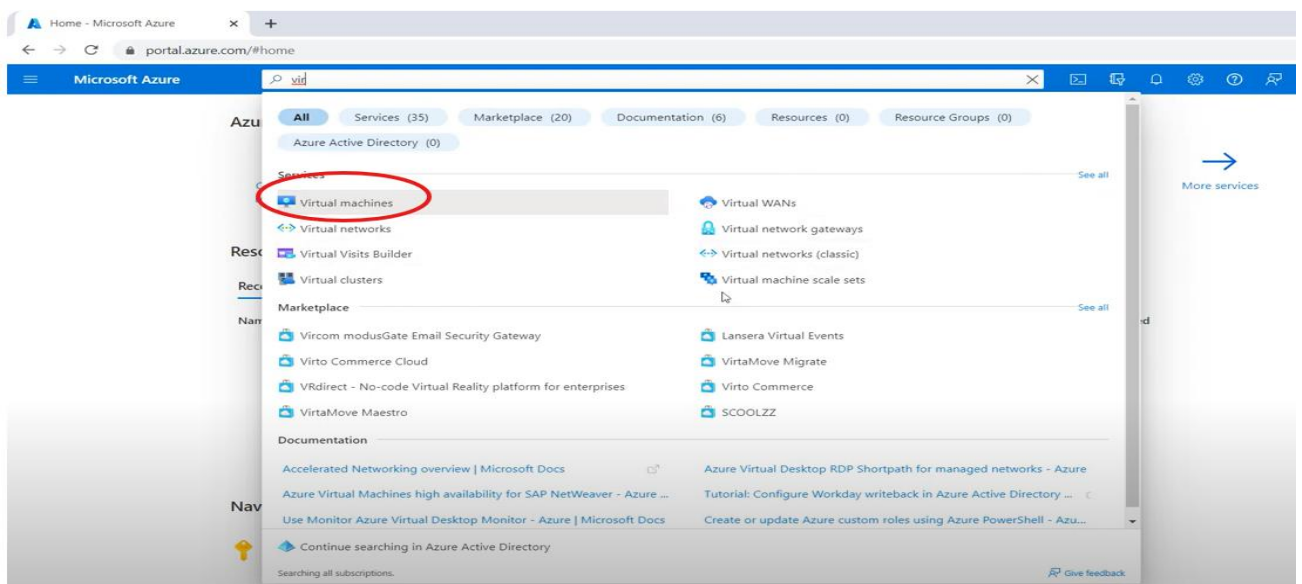 Home - Microsoft Azure
portal.azure.com/#home
Microsoft Azure
vir
Azu
All Services (35) Marketplace (20) Documentation (6) Resources (0) Resource Groups (0)
Azure Active Directory (0)
Services See all
More services
Virtual machines Virtual WANs
Virtual networks Virtual network gateways
Reso
Virtual Visits Builder Virtual networks (classic)
Virtual clusters Virtual machine scale sets
Rece
Marketplace See all
Nam
Vircom modusGate Email Security Gateway Lansera Virtual Events
Virto Commerce Cloud VirtaMove Migrate
VRdirect - No-code Virtual Reality platform for enterprises Virto Commerce
VirtaMove Maestro SCOOLZZ
Documentation
Accelerated Networking overview | Microsoft Docs Azure Virtual Desktop RDP Shortpath for managed networks - Azure
Azure Virtual Machines high availability for SAP NetWeaver - Azure ... Tutorial: Configure Workday writeback in Azure Active Directory ...
Nav
Use Monitor Azure Virtual Desktop Monitor - Azure | Microsoft Docs Create or update Azure custom roles using Azure PowerShell - Azu...
Continue searching in Azure Active Directory
Searching all subscriptions. Give feedback